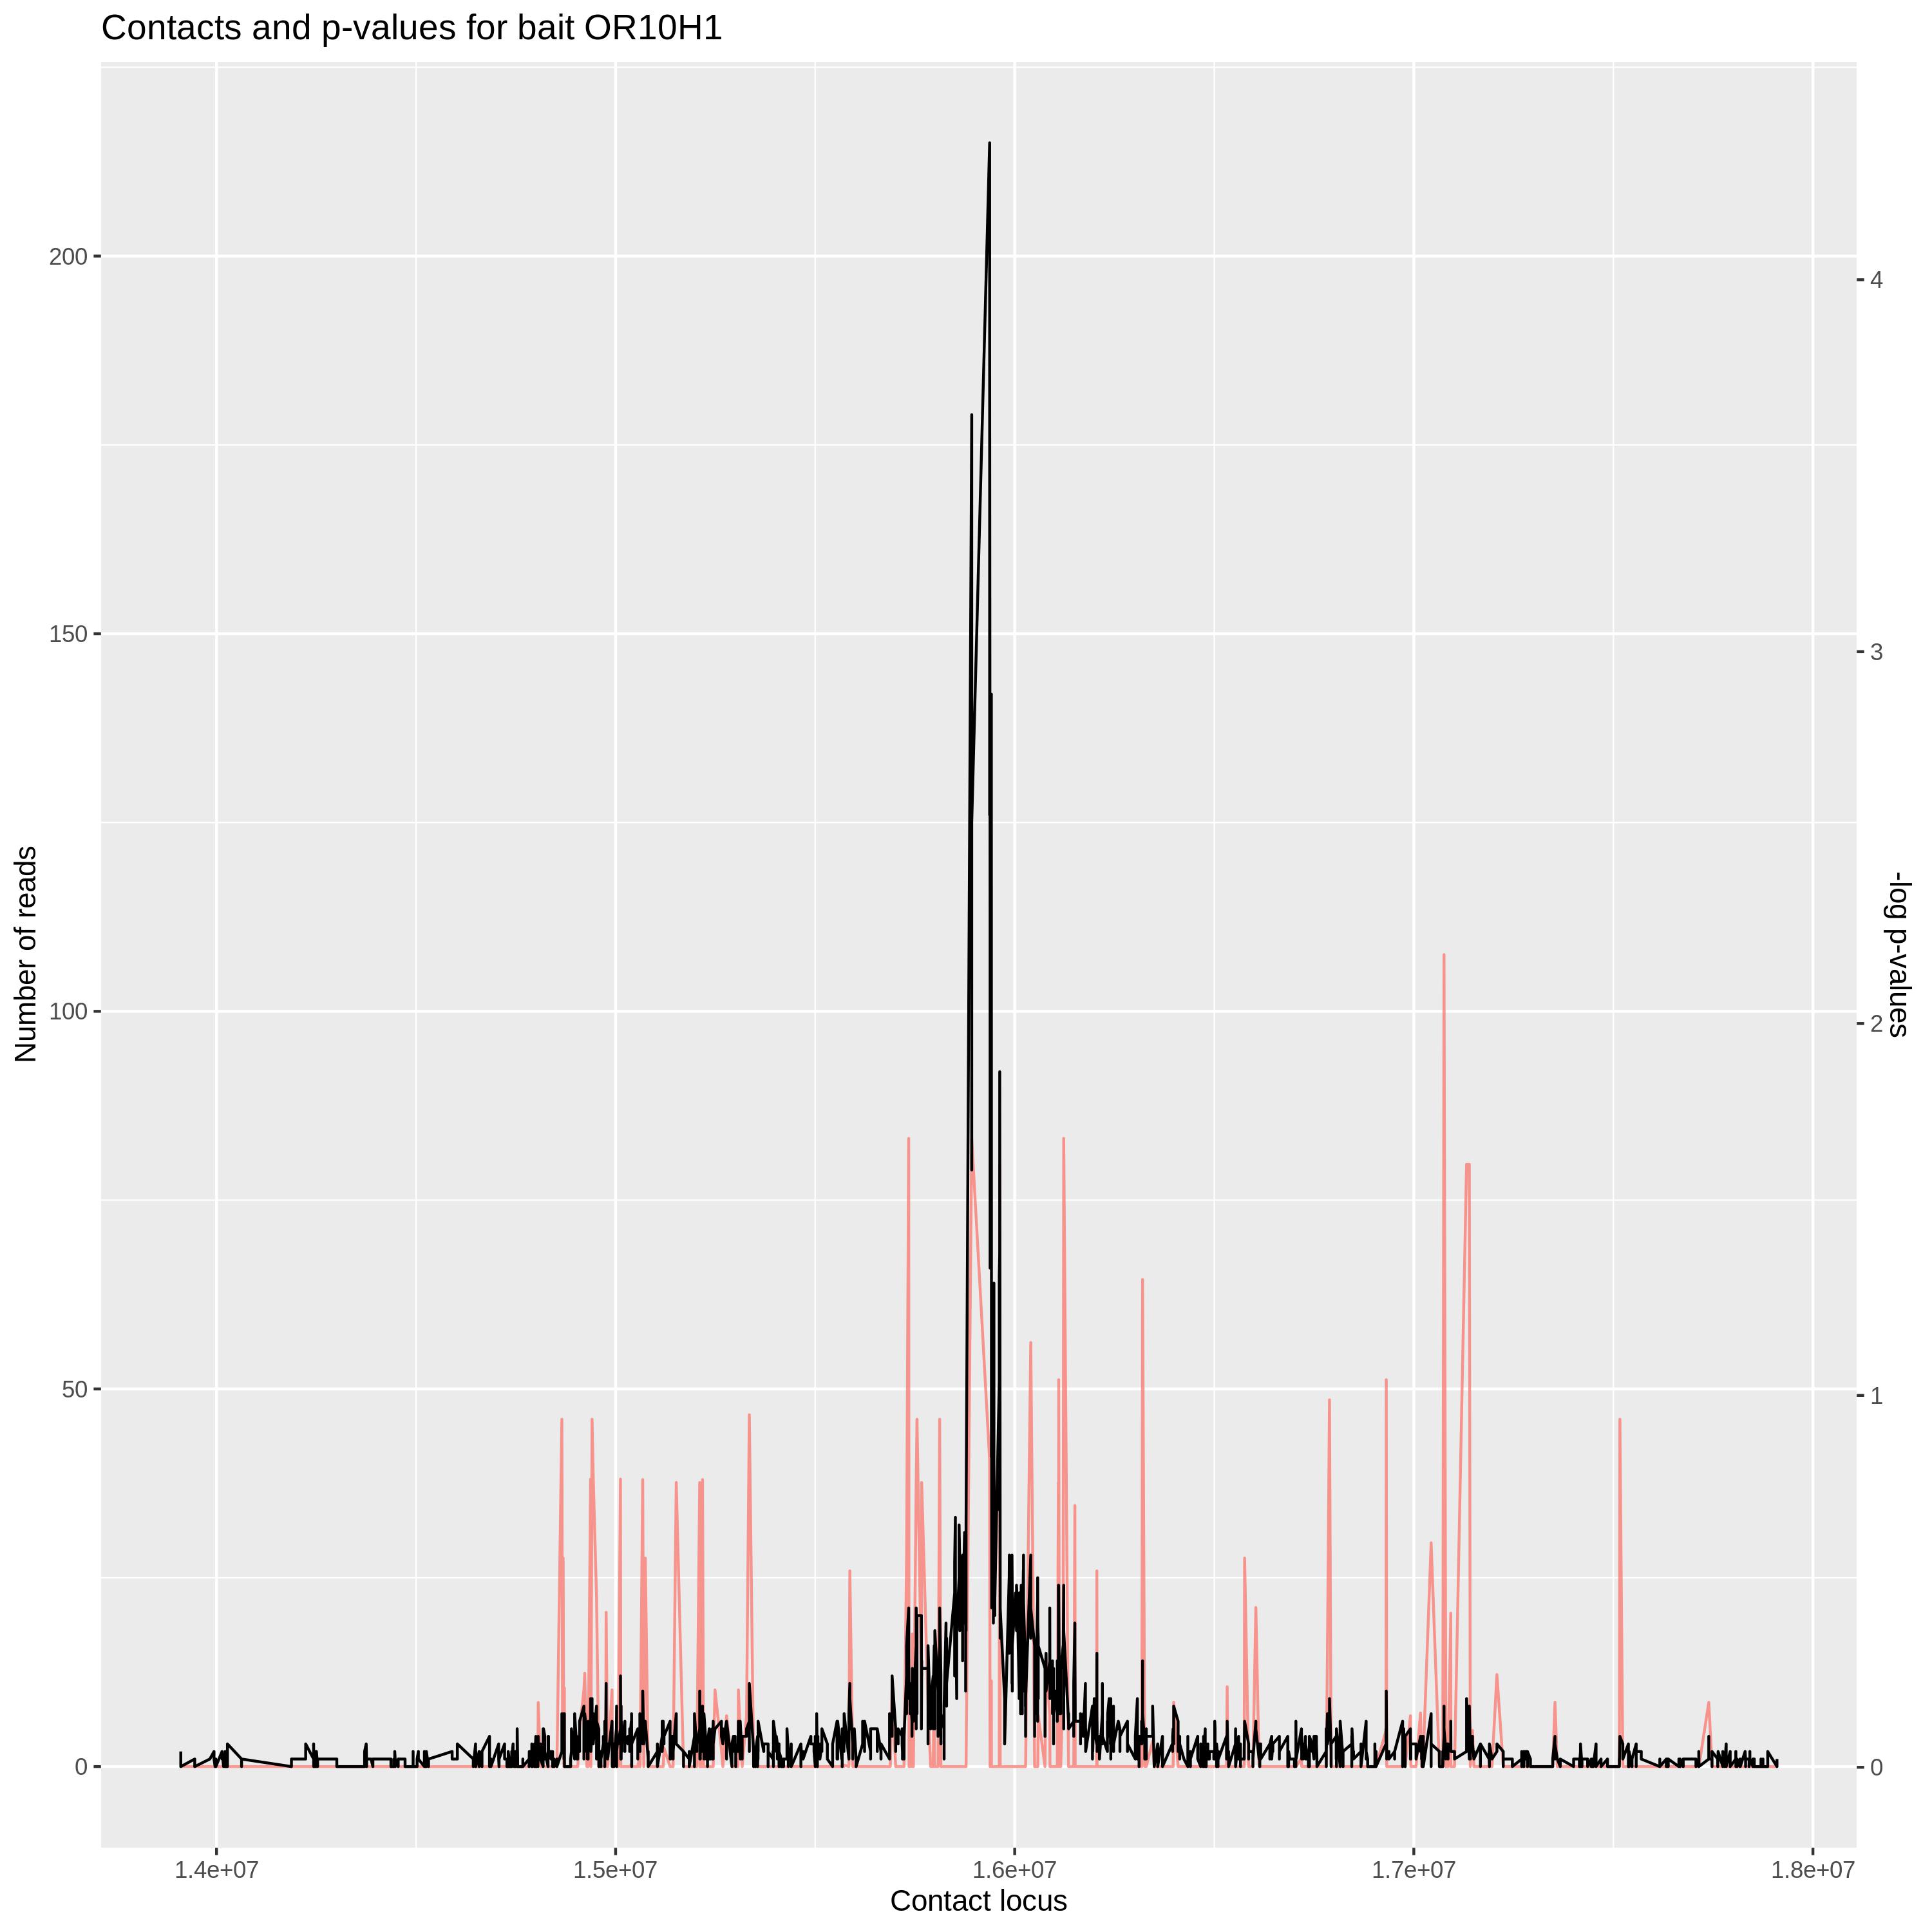 Contacts and p-values for bait OR10H1
Number of reads
200
150
100
50
0
4
3
2
1
0
-log p-values
1.4e+07
1.5e+07
1.6e+07
1.7e+07
1.8e+07
Contact locus